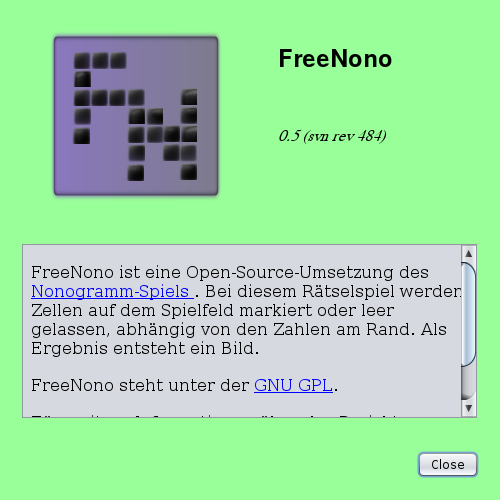 FreeNono
0.5 (svn rev 484)
FreeNono ist eine Open-Source-Umsetzung des
Nonogramm-Spiels . Bei diesem Rätselspiel werden
Zellen auf dem Spielfeld markiert oder leer
gelassen, abhängig von den Zahlen am Rand. Als
Ergebnis entsteht ein Bild.
FreeNono steht unter der GNU GPL.
Close